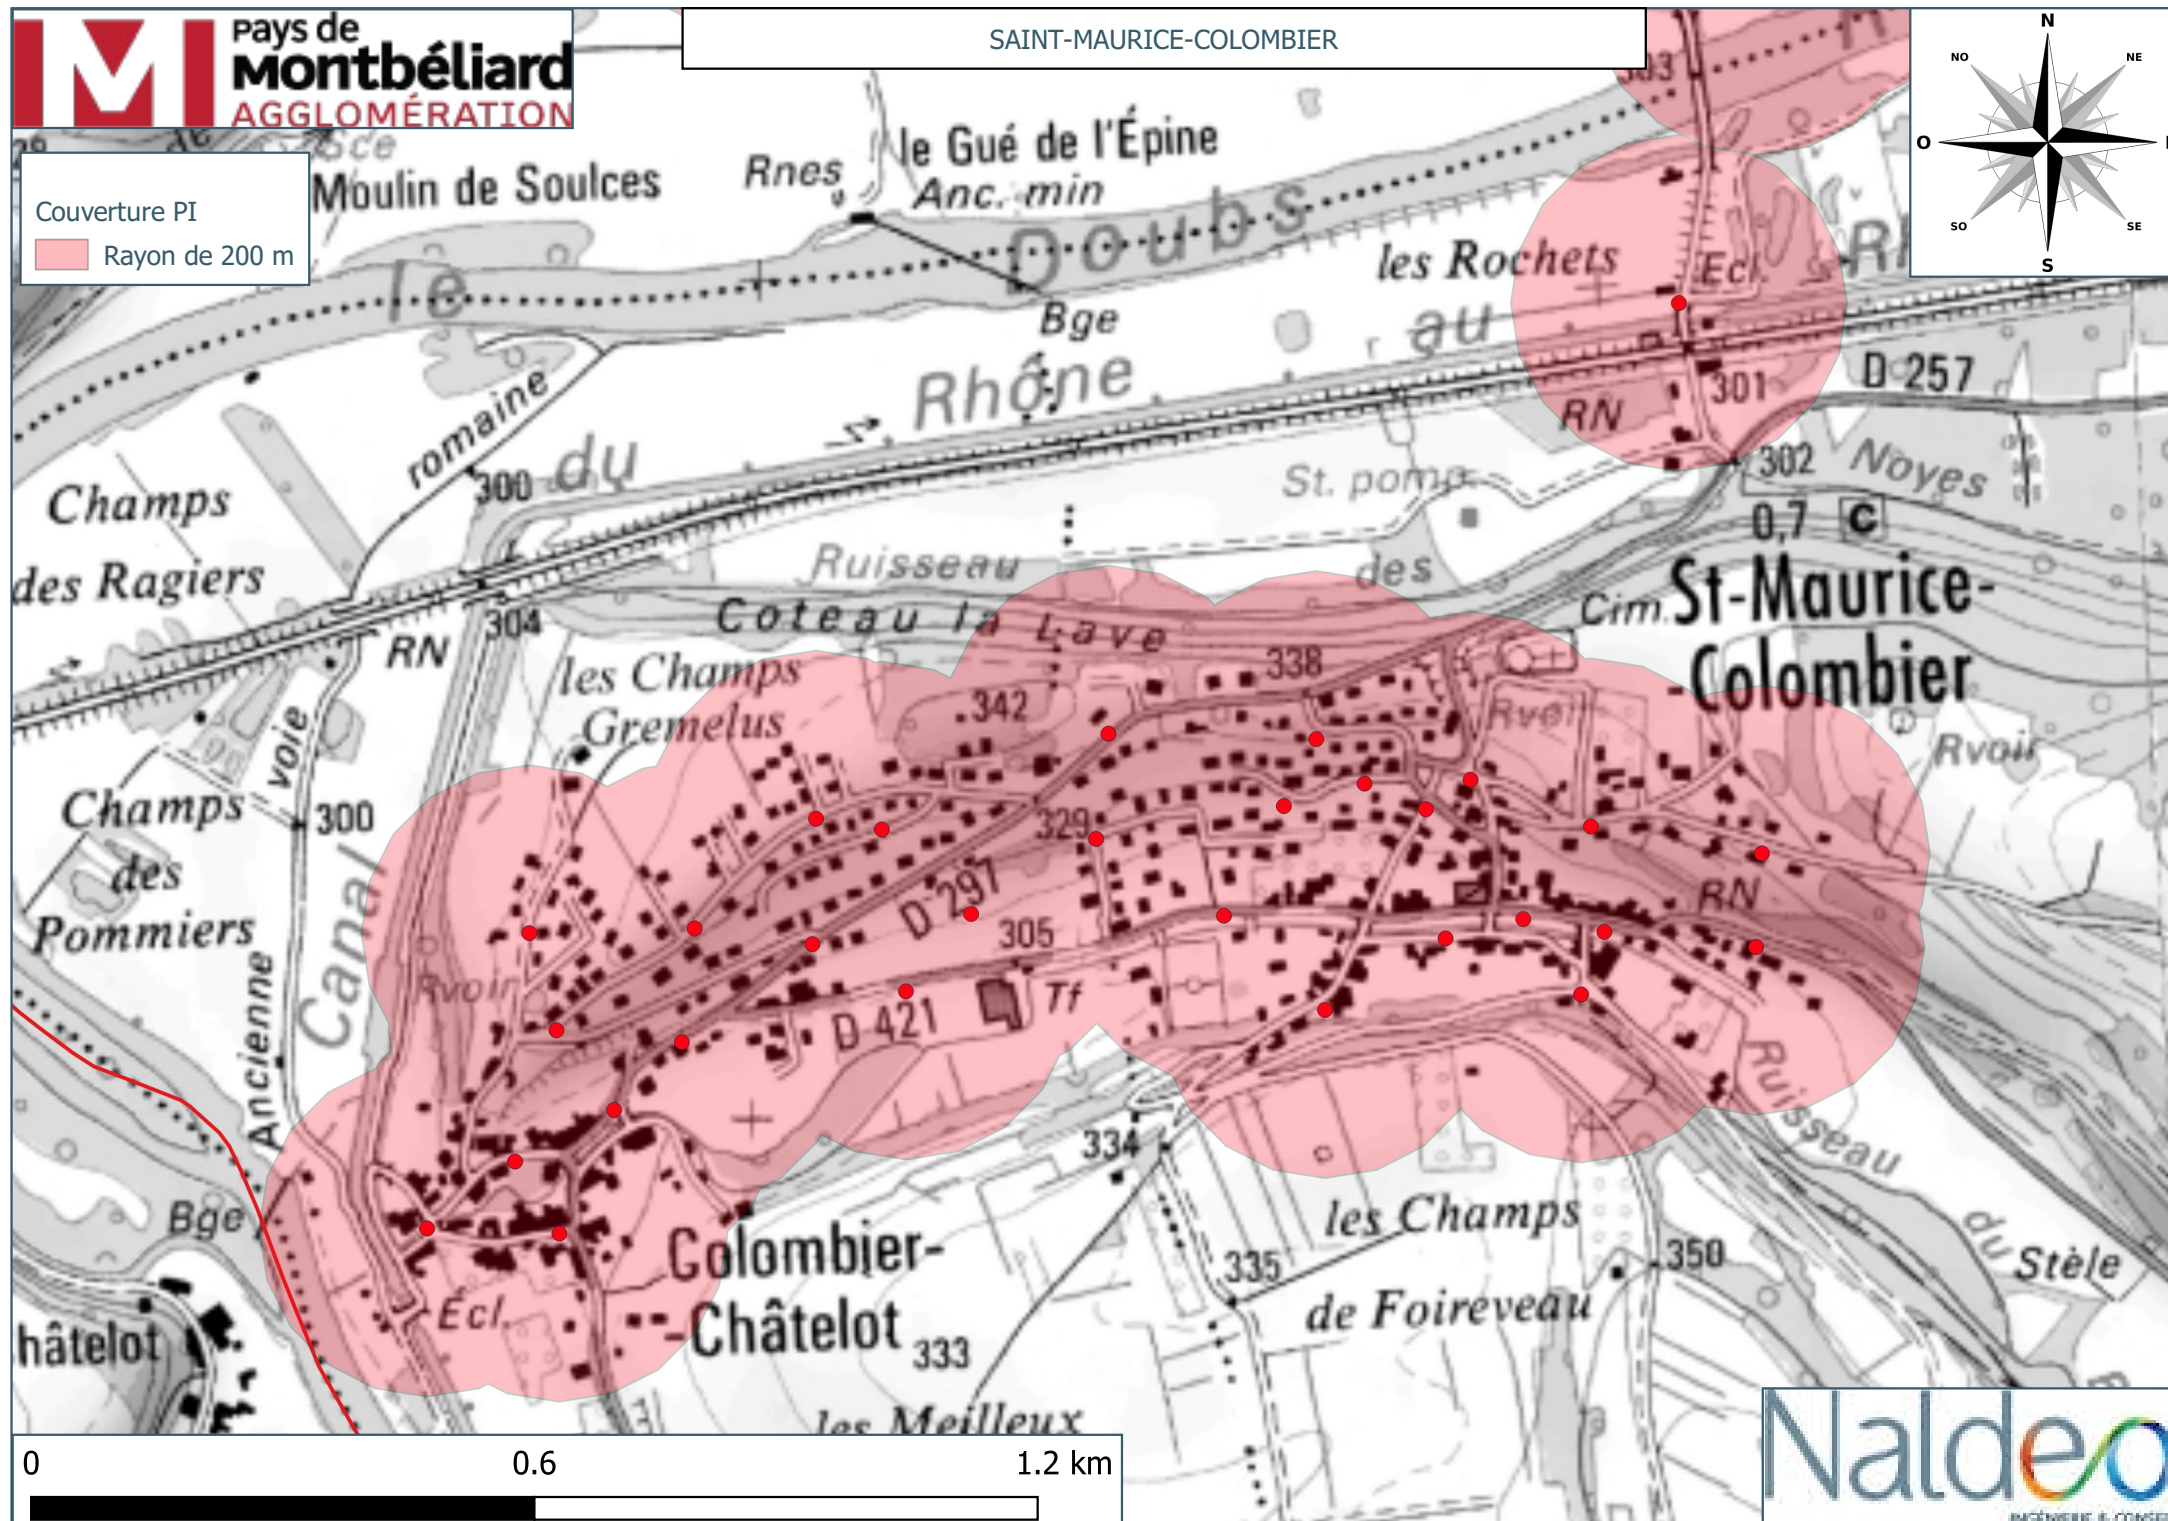 Pays de
Montbéliard
AGGLOMÉRATION
SAINT-MAURICE-COLOMBIER
N
NO
NE
O
SO
SE
S
Couverture PI
Rayon de 200 m
Sce
Moulin de Soulces
Rnes
le Gué de l'Épine
Anc. min
303
le
Doubs
les Rochets
Ecl.
Bge
au
Rhône
D 257
301
RN
romaine
300
du
302
Noyes
St. pomp.
0,7
C
Champs
des Ragiers
Ruisseau
des
304
RN
Coteau la Lave
Cim.
St-Maurice-
-Colombier
les Champs
Gremelus
338
342
Rvoir
Rvoir
voie
Champs
des
Pommiers
300
329
D 297
RN
305
Canal
Rvoir
Ancienne
D 421
Tf
Ruisseau
334
Bge
Colombier-
-Châtelot
les Champs
de Foireveau
335
350
du
Stèle
Écl.
hâtelot
333
les Meilleux
0
0.6
1.2 km
Naldeo